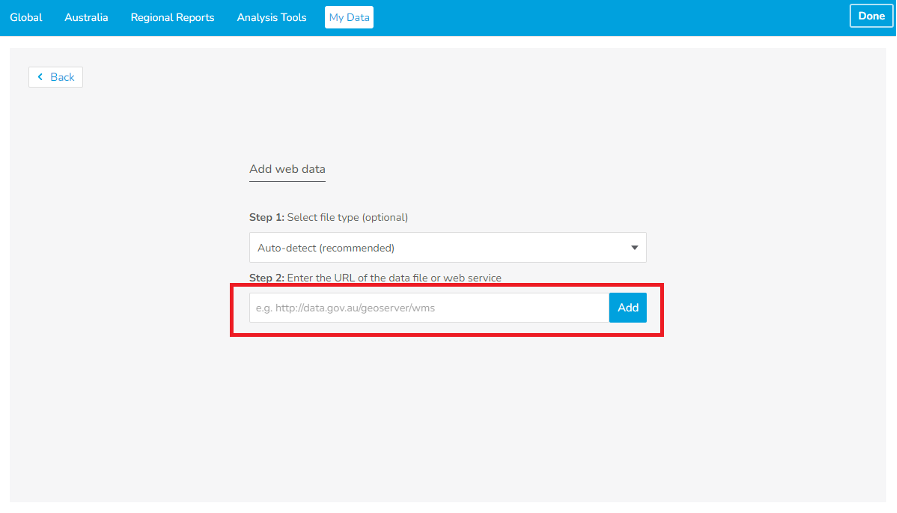 Global Australia Regional Reports Analysis Tools My Data Done
Back
Add web data
Step 1: Select file type (optional)
Auto-detect (recommended)
Step 2: Enter the URL of the data file or web service
e.g. http://data.gov.au/geoserver/wms Add